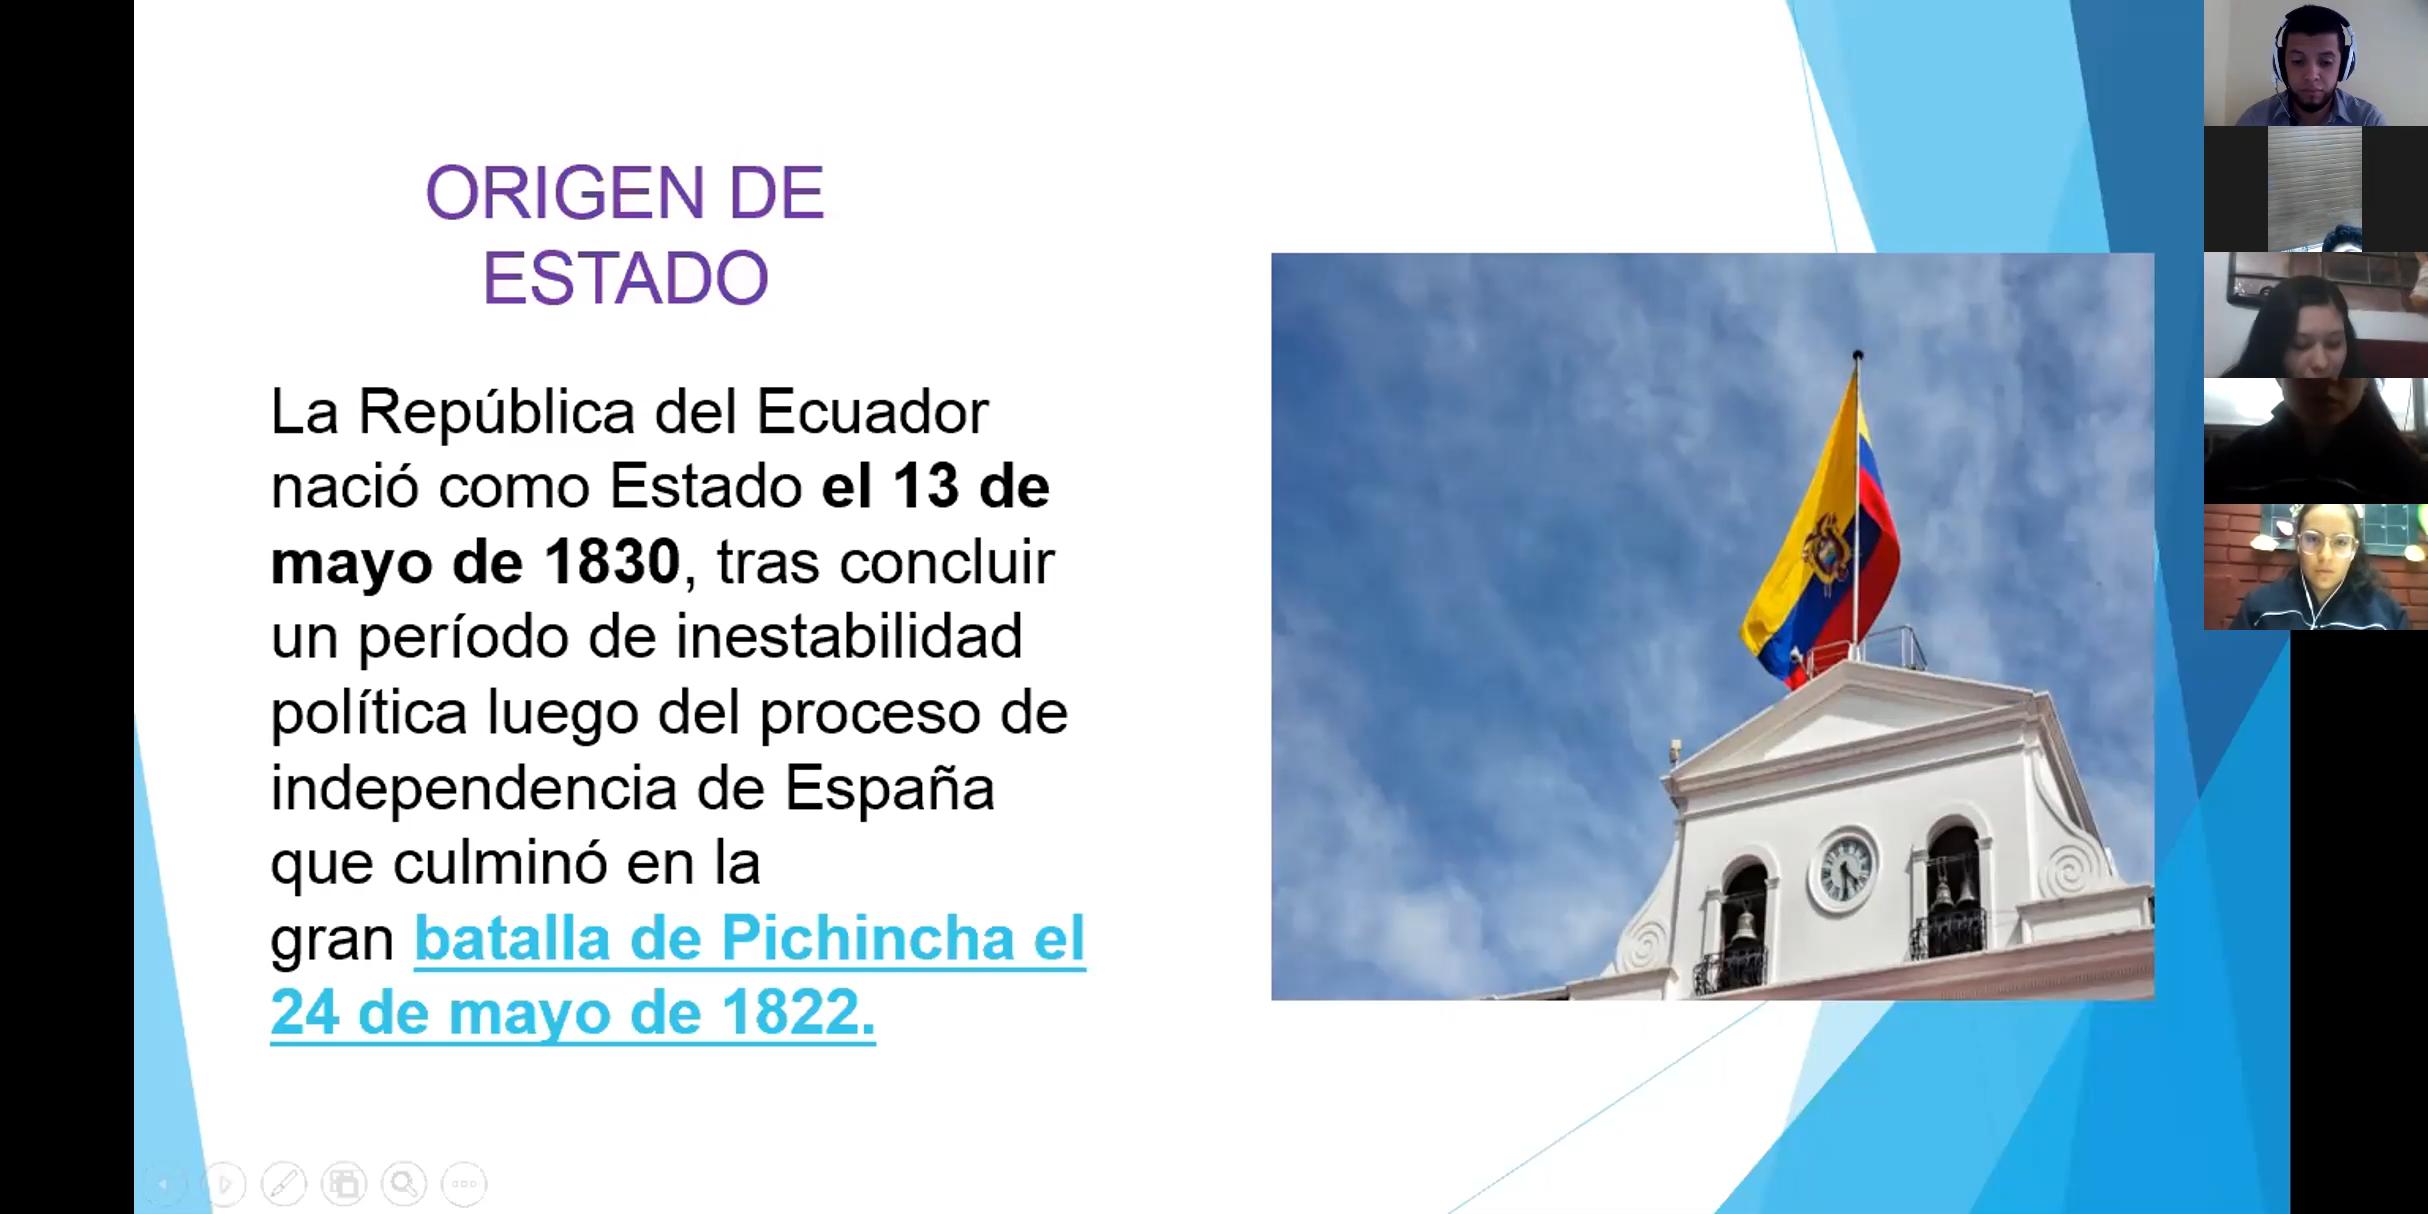 ORIGEN DE
ESTADO
La República del Ecuador
nació como Estado el 13 de
mayo de 1830, tras concluir
un período de inestabilidad
política luego del proceso de
independencia de España
que culminó en la
gran batalla de Pichincha el
24 de mayo de 1822.